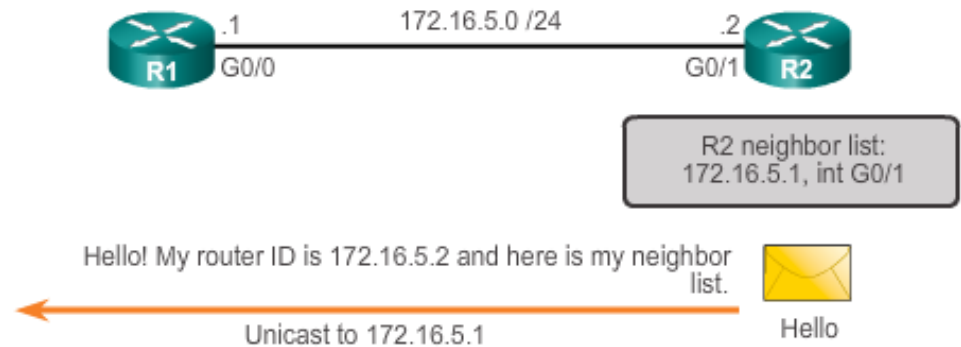 .1
172.16.5.0 /24
.2
R1
G0/0
G0/1
R2
R2 neighbor list:
172.16.5.1, int G0/1
Hello! My router ID is 172.16.5.2 and here is my neighbor
list.
Unicast to 172.16.5.1
Hello